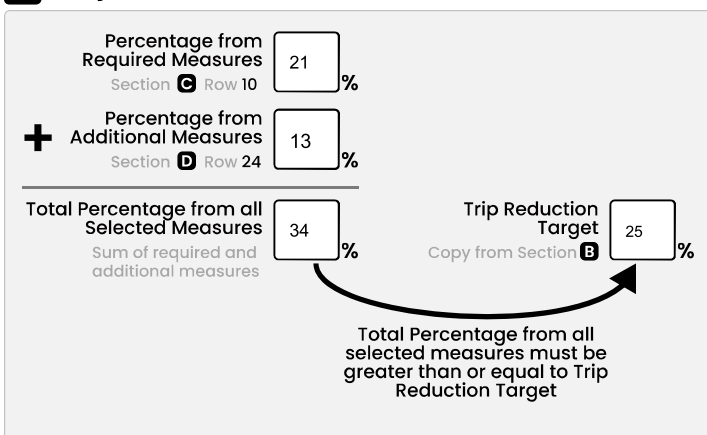 Percentage from
Required Measures
Section C Row 10
21
%
+
Percentage from
Additional Measures
Section D Row 24
13
%
Total Percentage from all
Selected Measures
Sum of required and
additional measures
34
%
Trip Reduction
Target
Copy from Section B
25
%
Total Percentage from all
selected measures must be
greater than or equal to Trip
Reduction Target